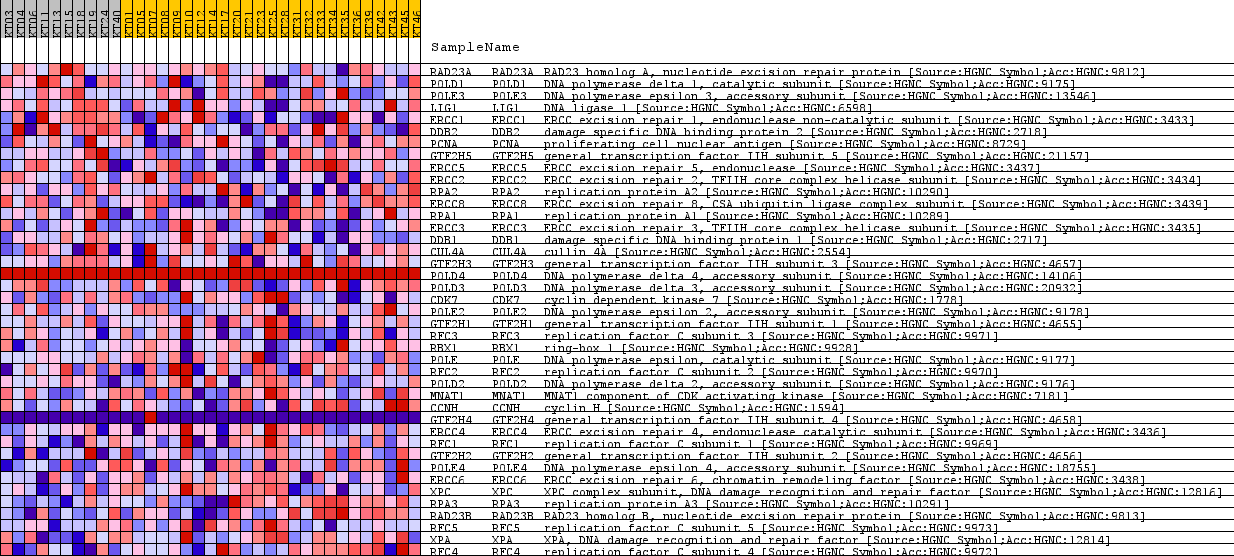 KT03 KT04 KT06 KT11 KT13 KT15 KT18 KT19 KT24 KT40 KT01 KT05 KT07 KT08 KT09 KT10 KT12 KT14 KT17 KT20 KT21 KT23 KT25 KT28 KT31 KT32 KT33 KT34 KT35 KT36 KT39 KT42 KT43 KT45 KT46
SampleName
RAD23A RAD23A RAD23 homolog A, nucleotide excision repair protein [Source:HGNC Symbol;Acc:HGNC:9812]
POLD1 POLD1 DNA polymerase delta 1, catalytic subunit [Source:HGNC Symbol;Acc:HGNC:9175]
POLE3 POLE3 DNA polymerase epsilon 3, accessory subunit [Source:HGNC Symbol;Acc:HGNC:13546]
LIG1 LIG1 DNA ligase 1 [Source:HGNC Symbol;Acc:HGNC:6598]
ERCC1 ERCC1 ERCC excision repair 1, endonuclease non-catalytic subunit [Source:HGNC Symbol;Acc:HGNC:3433]
DDB2 DDB2 damage specific DNA binding protein 2 [Source:HGNC Symbol;Acc:HGNC:2718]
PCNA PCNA proliferating cell nuclear antigen [Source:HGNC Symbol;Acc:HGNC:8729]
GTF2H5 GTF2H5 general transcription factor IIH subunit 5 [Source:HGNC Symbol;Acc:HGNC:21157]
ERCC5 ERCC5 ERCC excision repair 5, endonuclease [Source:HGNC Symbol;Acc:HGNC:3437]
ERCC2 ERCC2 ERCC excision repair 2, TFIIH core complex helicase subunit [Source:HGNC Symbol;Acc:HGNC:3434]
RPA2 RPA2 replication protein A2 [Source:HGNC Symbol;Acc:HGNC:10290]
ERCC8 ERCC8 ERCC excision repair 8, CSA ubiquitin ligase complex subunit [Source:HGNC Symbol;Acc:HGNC:3439]
RPA1 RPA1 replication protein A1 [Source:HGNC Symbol;Acc:HGNC:10289]
ERCC3 ERCC3 ERCC excision repair 3, TFIIH core complex helicase subunit [Source:HGNC Symbol;Acc:HGNC:3435]
DDB1 DDB1 damage specific DNA binding protein 1 [Source:HGNC Symbol;Acc:HGNC:2717]
CUL4A CUL4A cullin 4A [Source:HGNC Symbol;Acc:HGNC:2554]
GTF2H3 GTF2H3 general transcription factor IIH subunit 3 [Source:HGNC Symbol;Acc:HGNC:4657]
POLD4 POLD4 DNA polymerase delta 4, accessory subunit [Source:HGNC Symbol;Acc:HGNC:14106]
POLD3 POLD3 DNA polymerase delta 3, accessory subunit [Source:HGNC Symbol;Acc:HGNC:20932]
CDK7 CDK7 cyclin dependent kinase 7 [Source:HGNC Symbol;Acc:HGNC:1778]
POLE2 POLE2 DNA polymerase epsilon 2, accessory subunit [Source:HGNC Symbol;Acc:HGNC:9178]
GTF2H1 GTF2H1 general transcription factor IIH subunit 1 [Source:HGNC Symbol;Acc:HGNC:4655]
RFC3 RFC3 replication factor C subunit 3 [Source:HGNC Symbol;Acc:HGNC:9971]
RBX1 RBX1 ring-box 1 [Source:HGNC Symbol;Acc:HGNC:9928]
POLE POLE DNA polymerase epsilon, catalytic subunit [Source:HGNC Symbol;Acc:HGNC:9177]
RFC2 RFC2 replication factor C subunit 2 [Source:HGNC Symbol;Acc:HGNC:9970]
POLD2 POLD2 DNA polymerase delta 2, accessory subunit [Source:HGNC Symbol;Acc:HGNC:9176]
MNAT1 MNAT1 MNAT1 component of CDK activating kinase [Source:HGNC Symbol;Acc:HGNC:7181]
CCNH CCNH cyclin H [Source:HGNC Symbol;Acc:HGNC:1594]
GTF2H4 GTF2H4 general transcription factor IIH subunit 4 [Source:HGNC Symbol;Acc:HGNC:4658]
ERCC4 ERCC4 ERCC excision repair 4, endonuclease catalytic subunit [Source:HGNC Symbol;Acc:HGNC:3436]
RFC1 RFC1 replication factor C subunit 1 [Source:HGNC Symbol;Acc:HGNC:9969]
GTF2H2 GTF2H2 general transcription factor IIH subunit 2 [Source:HGNC Symbol;Acc:HGNC:4656]
POLE4 POLE4 DNA polymerase epsilon 4, accessory subunit [Source:HGNC Symbol;Acc:HGNC:18755]
ERCC6 ERCC6 ERCC excision repair 6, chromatin remodeling factor [Source:HGNC Symbol;Acc:HGNC:3438]
XPC XPC XPC complex subunit, DNA damage recognition and repair factor [Source:HGNC Symbol;Acc:HGNC:12816]
RPA3 RPA3 replication protein A3 [Source:HGNC Symbol;Acc:HGNC:10291]
RAD23B RAD23B RAD23 homolog B, nucleotide excision repair protein [Source:HGNC Symbol;Acc:HGNC:9813]
RFC5 RFC5 replication factor C subunit 5 [Source:HGNC Symbol;Acc:HGNC:9973]
XPA XPA XPA, DNA damage recognition and repair factor [Source:HGNC Symbol;Acc:HGNC:12814]
RFC4 RFC4 replication factor C subunit 4 [Source:HGNC Symbol;Acc:HGNC:9972]